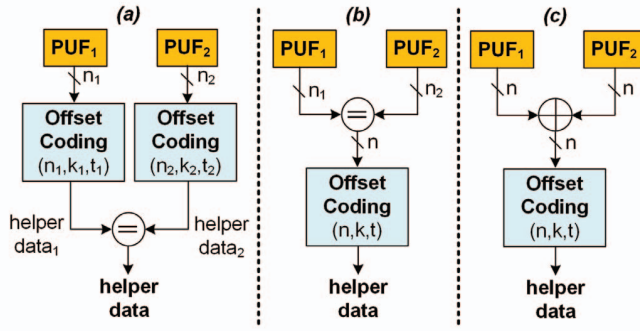 (a)
PUF₁
PUF₂
n₁
n₂
Offset
Coding
(n₁,k₁,t₁)
Offset
Coding
(n₂,k₂,t₂)
helper
data₁
=
helper
data₂
helper
data
(b)
PUF₁
PUF₂
n₁
n₂
=
n
Offset
Coding
(n,k,t)
helper
data
(c)
PUF₁
PUF₂
n
n
n
Offset
Coding
(n,k,t)
helper
data